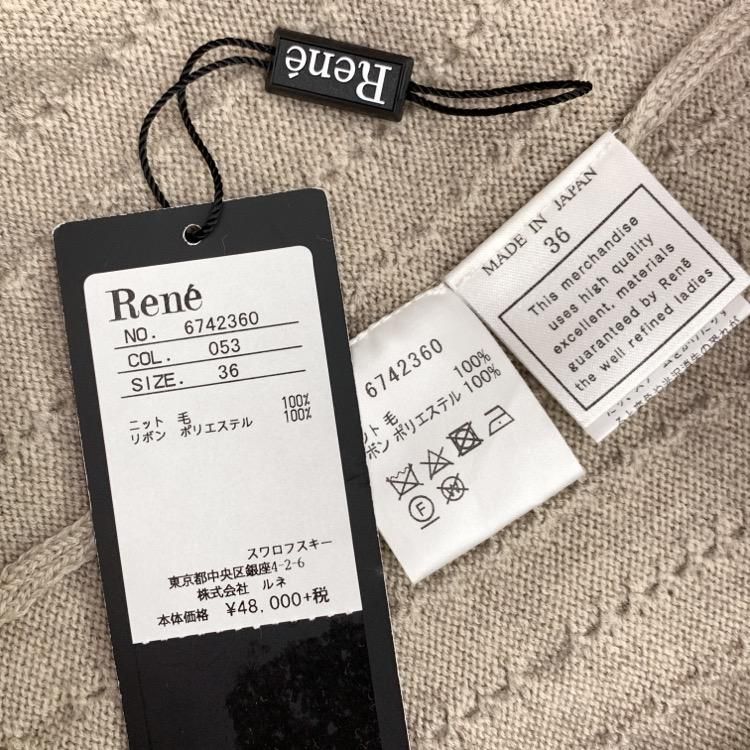 René
René
NO. 6742360
COL. 053
SIZE. 36
ニット 毛 100%
リボン ポリエステル 100%
スワロフスキー
東京都中央区銀座4-2-6
株式会社 ルネ
本体価格 ¥48,000+税
6742360
ット 毛 100%
ボン ポリエステル 100%
F
W
MADE IN JAPAN
36
This merchandise
uses high quality
excellent, materials
guaranteed by René
the well refined ladies